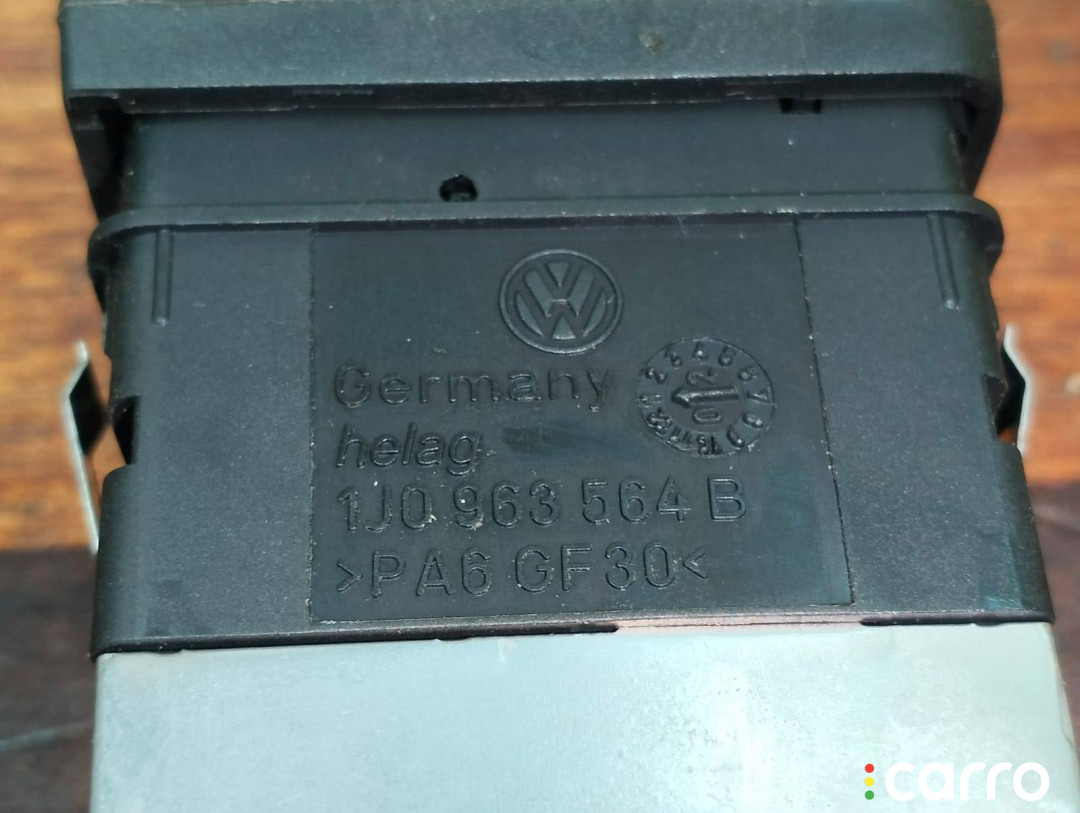 Germany
helag
1J0 963 564 B
>PA6 GF30<
carro